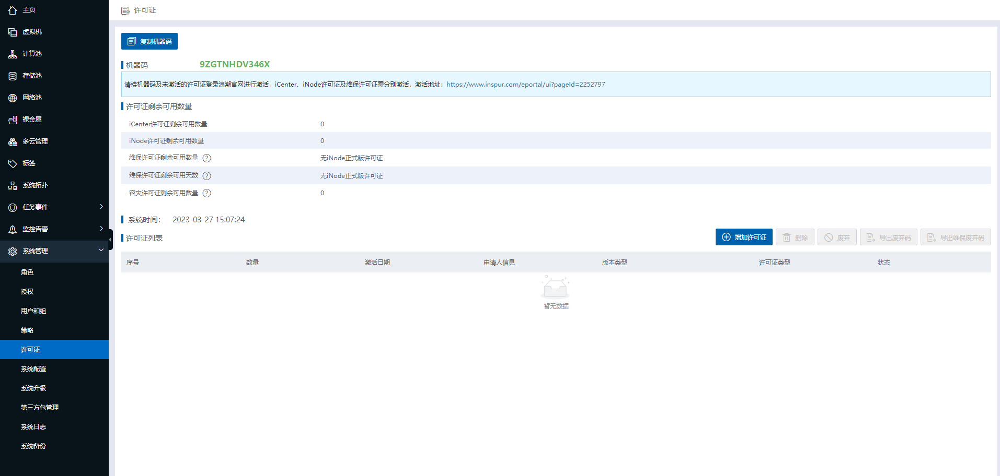 主页
虚拟机
计算池
存储池
网络池
裸金属
多云管理
标签
系统拓扑
任务事件
监控告警
系统管理
角色
授权
用户和组
策略
许可证
系统配置
系统升级
第三方包管理
系统日志
系统备份
许可证
复制机器码
机器码 9ZGTNHDV346X
请持机器码及未激活的许可证登录浪潮官网进行激活，iCenter、iNode许可证及维保许可证需分别激活，激活地址：https://www.inspur.com/eportal/ui?pageId=2252797
许可证剩余可用数量
iCenter许可证剩余可用数量 0
iNode许可证剩余可用数量 0
维保许可证剩余可用数量 ? 无iNode正式版许可证
维保许可证剩余可用天数 ? 无iNode正式版许可证
容灾许可证剩余可用数量 ? 0
系统时间： 2023-03-27 15:07:24
许可证列表 增加许可证 删除 废弃 导出废弃码 导出维保废弃码
序号 数量 激活日期 申请人信息 版本类型 许可证类型 状态
暂无数据